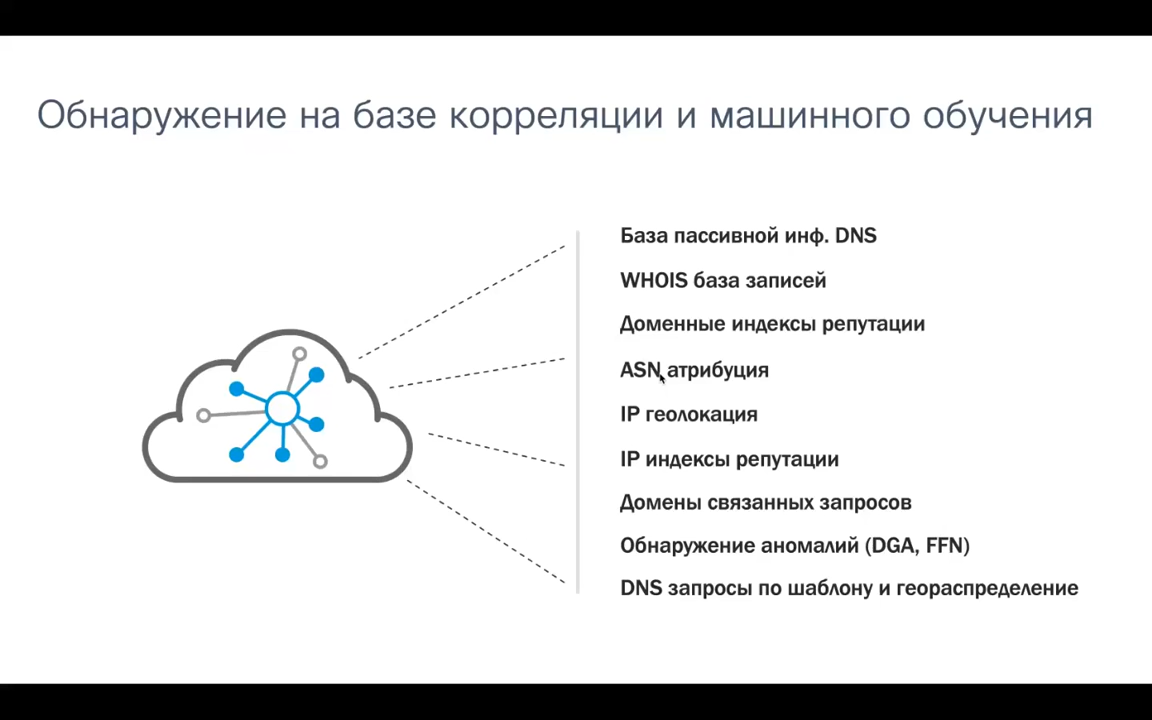 Обнаружение на базе корреляции и машинного обучения
База пассивной инф. DNS
WHOIS база записей
Доменные индексы репутации
ASN атрибуция
IP геолокация
IP индексы репутации
Домены связанных запросов
Обнаружение аномалий (DGA, FFN)
DNS запросы по шаблону и геораспределение